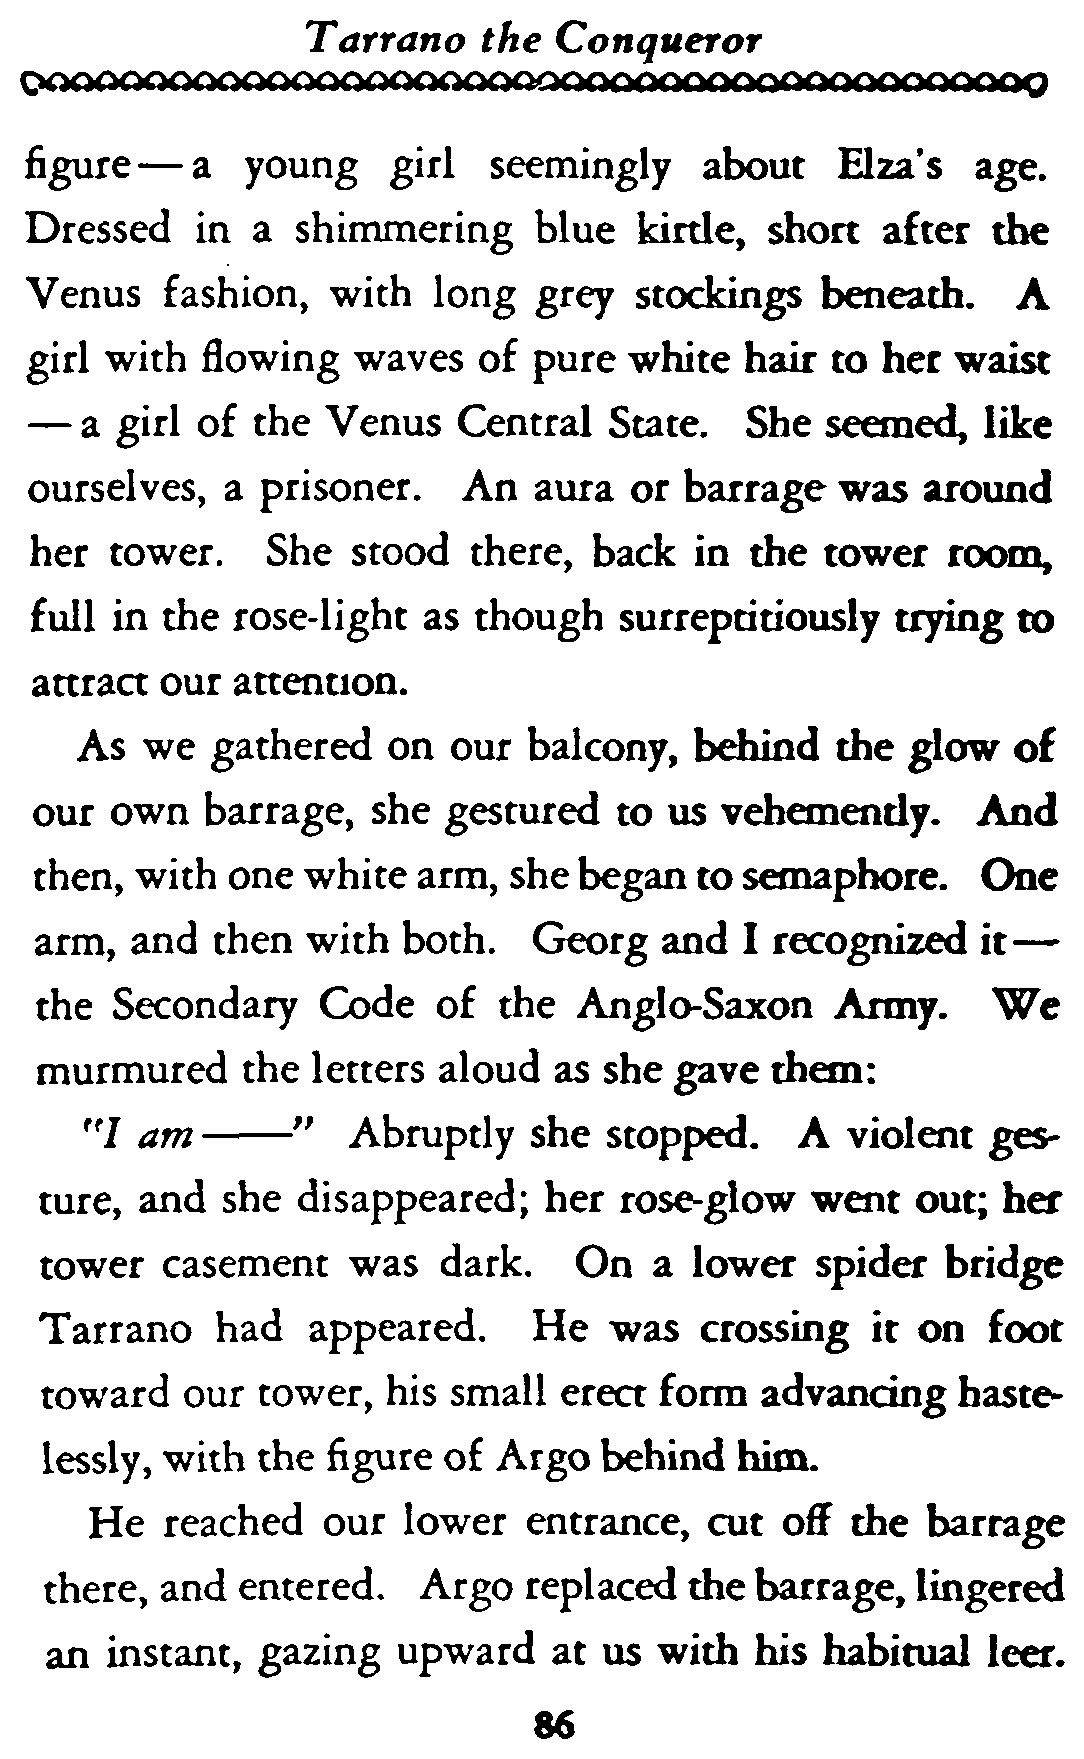 Tarrano the Conqueror
figure—a young girl seemingly about Elza's age.
Dressed in a shimmering blue kirtle, short after the
Venus fashion, with long grey stockings beneath. A
girl with flowing waves of pure white hair to her waist
—a girl of the Venus Central State. She seemed, like
ourselves, a prisoner. An aura or barrage was around
her tower. She stood there, back in the tower room,
full in the rose-light as though surreptitiously trying to
attract our attention.
As we gathered on our balcony, behind the glow of
our own barrage, she gestured to us vehemently. And
then, with one white arm, she began to semaphore. One
arm, and then with both. Georg and I recognized it—
the Secondary Code of the Anglo-Saxon Army. We
murmured the letters aloud as she gave them:
"I am——" Abruptly she stopped. A violent ges-
ture, and she disappeared; her rose-glow went out; her
tower casement was dark. On a lower spider bridge
Tarrano had appeared. He was crossing it on foot
toward our tower, his small erect form advancing haste-
lessly, with the figure of Argo behind him.
He reached our lower entrance, cut off the barrage
there, and entered. Argo replaced the barrage, lingered
an instant, gazing upward at us with his habitual leer.
86